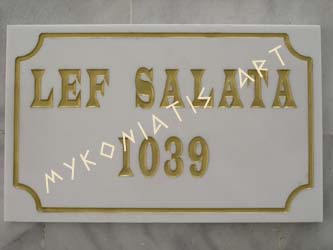 LEF SALATA
1039
MYKONIATIS ART